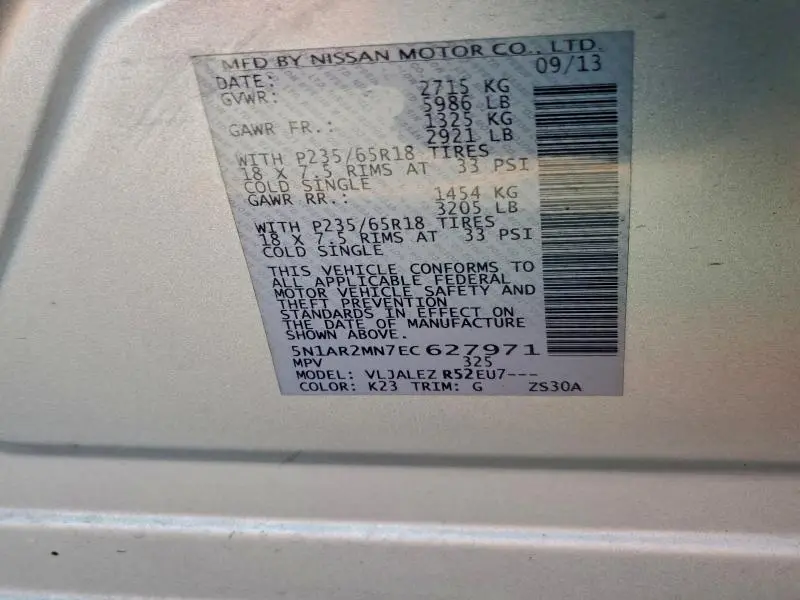 MFD BY NISSAN MOTOR CO., LTD.
DATE: 09/13
GVWR: 2715 KG
5986 LB
GAWR FR.: 1325 KG
2921 LB
WITH P235/65R18 TIRES
18 X 7.5 RIMS AT 33 PSI
COLD SINGLE
GAWR RR.: 1454 KG
3205 LB
WITH P235/65R18 TIRES
18 X 7.5 RIMS AT 33 PSI
COLD SINGLE
THIS VEHICLE CONFORMS TO
ALL APPLICABLE FEDERAL
MOTOR VEHICLE SAFETY AND
THEFT PREVENTION
STANDARDS IN EFFECT ON
THE DATE OF MANUFACTURE
SHOWN ABOVE.
5N1AR2MN7EC 627971
MPV 325
MODEL: VLJALEZ R52EU7---
COLOR: K23 TRIM: G ZS30A